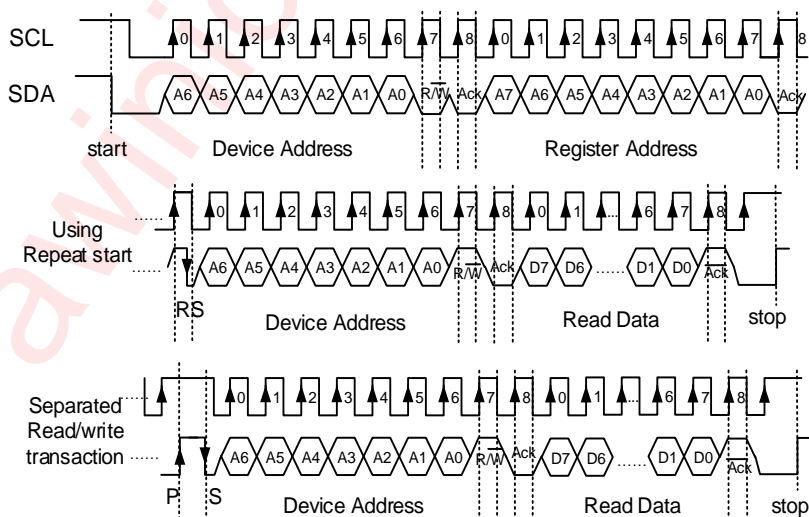 SCL 0 1 2 3 4 5 6 7 8 0 1 2 3 4 5 6 7 8
SDA A6 A5 A4 A3 A2 A1 A0 R/W Ack A7 A6 A5 A4 A3 A2 A1 A0 Ack
start Device Address Register Address
Using Repeat start
...... 0 1 2 3 4 5 6 7 8 0 1 ... 6 7 8
...... A6 A5 A4 A3 A2 A1 A0 R/W Ack D7 D6 ...... D1 D0 Ack
RS Device Address Read Data stop
Separated Read/write transaction
...... 0 1 2 3 4 5 6 7 8 0 1 ... 6 7 8
...... A6 A5 A4 A3 A2 A1 A0 R/W Ack D7 D6 ...... D1 D0 Ack
P S Device Address Read Data stop
awinic